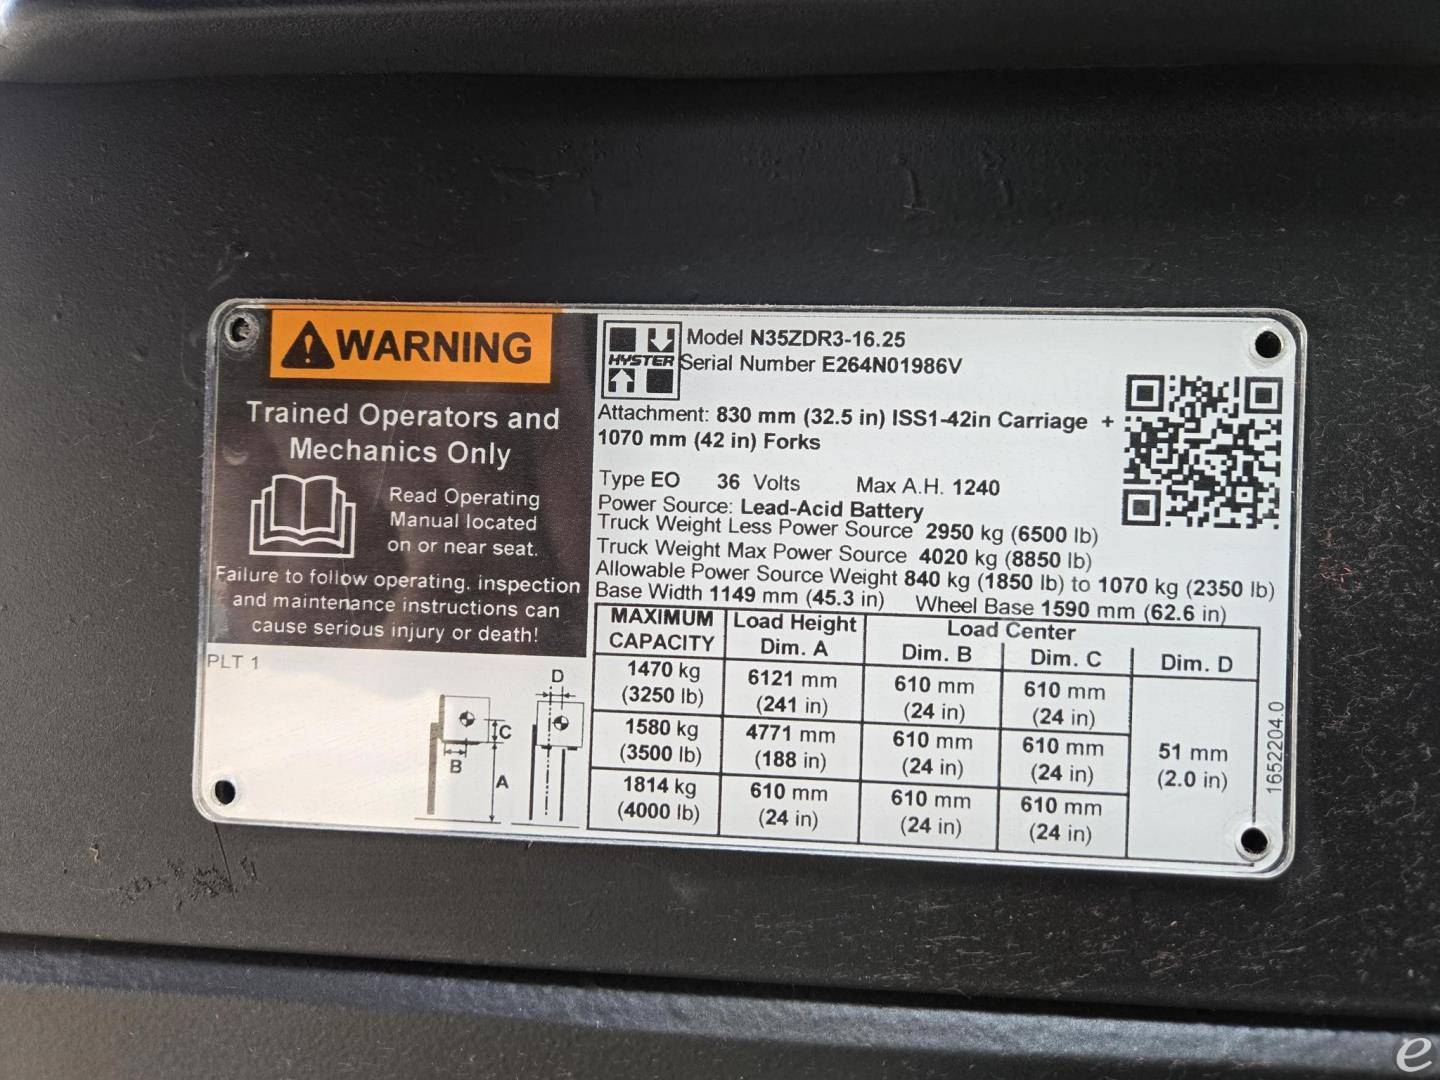 WARNING
Trained Operators and
Mechanics Only
Read Operating
Manual located
on or near seat.
Failure to follow operating, inspection
and maintenance instructions can
cause serious injury or death!
PLT 1
D
C
B
A
HYSTER
Model N35ZDR3-16.25
Serial Number E264N01986V
Attachment: 830 mm (32.5 in) ISS1-42in Carriage +
1070 mm (42 in) Forks
Type EO 36 Volts Max A.H. 1240
Power Source: Lead-Acid Battery
Truck Weight Less Power Source 2950 kg (6500 lb)
Truck Weight Max Power Source 4020 kg (8850 lb)
Allowable Power Source Weight 840 kg (1850 lb) to 1070 kg (2350 lb)
Base Width 1149 mm (45.3 in) Wheel Base 1590 mm (62.6 in)
MAXIMUM Load Height Load Center
CAPACITY Dim. A Dim. B Dim. C Dim. D
1470 kg 6121 mm 610 mm 610 mm
(3250 lb) (241 in) (24 in) (24 in)
1580 kg 4771 mm 610 mm 610 mm 51 mm
(3500 lb) (188 in) (24 in) (24 in) (2.0 in)
1814 kg 610 mm 610 mm 610 mm
(4000 lb) (24 in) (24 in) (24 in)
1652204.0
e